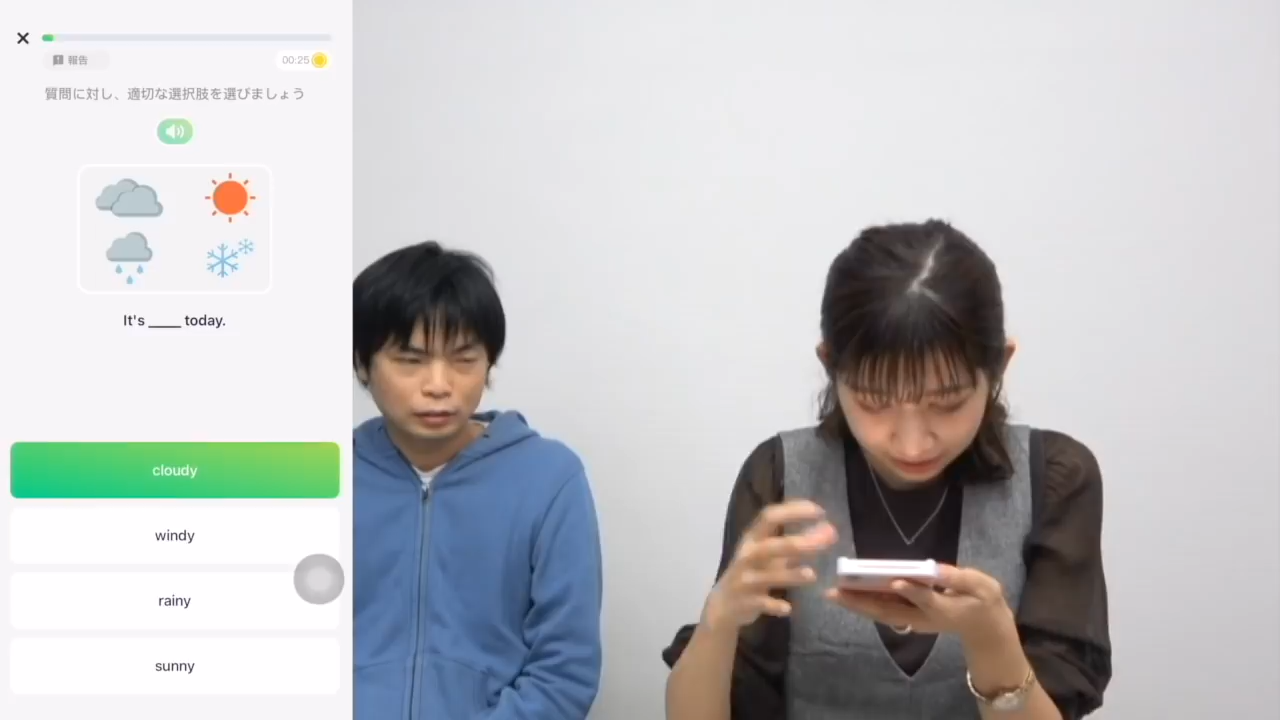 報告
00:25
質問に対し、適切な選択肢を選びましょう
It's ____ today.
cloudy
windy
rainy
sunny